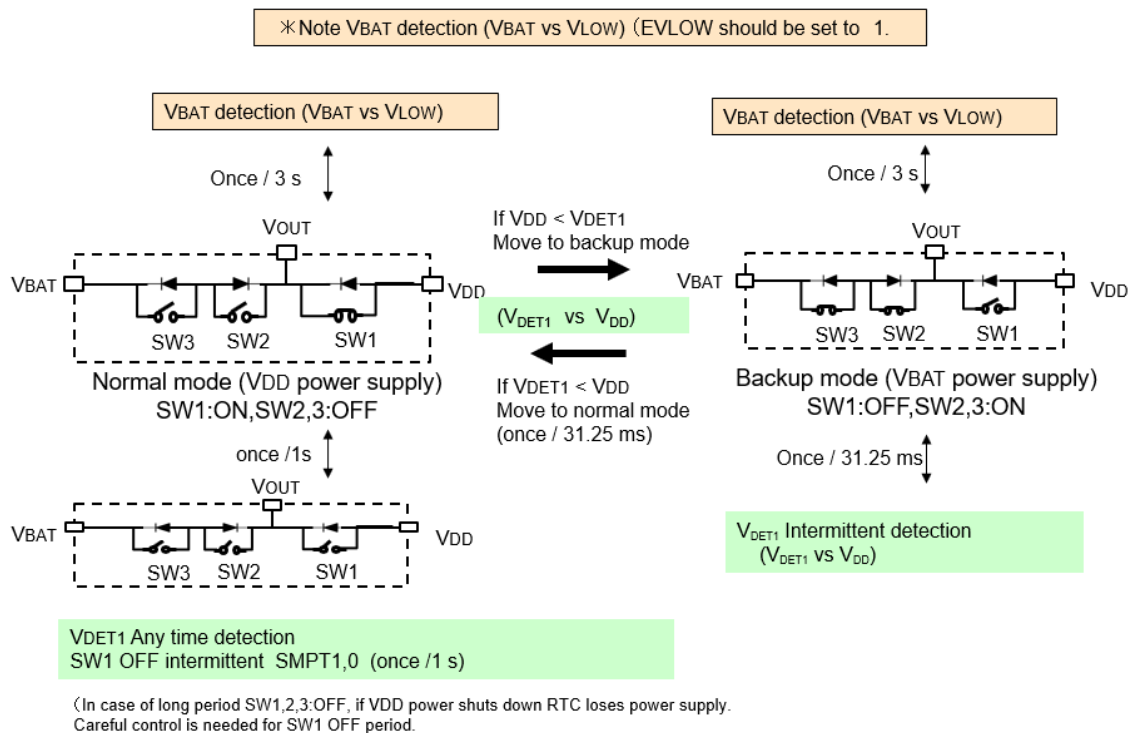 ＊Note VBAT detection (VBAT vs VLOW) (EVLOW should be set to 1.
VBAT detection (VBAT vs VLOW)
Once / 3 s
VOUT
VBAT
VDD
SW3 SW2 SW1
Normal mode (VDD power supply)
SW1:ON,SW2,3:OFF
once /1s
VOUT
VBAT
VDD
SW3 SW2 SW1
VDET1 Any time detection
SW1 OFF intermittent SMPT1,0 (once /1 s)
(In case of long period SW1,2,3:OFF, if VDD power shuts down RTC loses power supply.
Careful control is needed for SW1 OFF period.
If VDD < VDET1
Move to backup mode
(VDET1 vs VDD)
If VDET1 < VDD
Move to normal mode
(once / 31.25 ms)
VBAT detection (VBAT vs VLOW)
Once / 3 s
VOUT
VBAT
VDD
SW3 SW2 SW1
Backup mode (VBAT power supply)
SW1:OFF,SW2,3:ON
Once / 31.25 ms
VDET1 Intermittent detection
(VDET1 vs VDD)